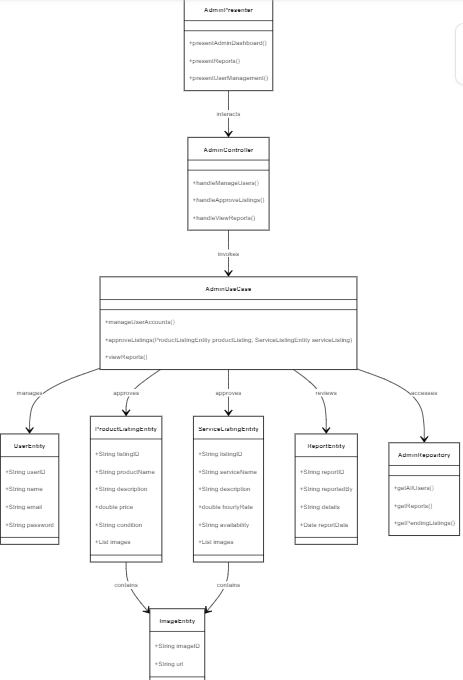 AdminPresenter
+presentAdminDashboard()
+presentReports()
+presentUserManagement()
interacts
AdminController
+handleManageUsers()
+handleApproveListings()
+handleViewReports()
invokes
AdminUseCase
+manageUserAccounts()
+approveListings(ProductListingEntity productListing, ServiceListingEntity serviceListing)
+viewReports()
manages
approves
approves
reviews
accesses
UserEntity
+String userID
+String name
+String email
+String password
ProductListingEntity
+String listingID
+String productName
+String description
+double price
+String condition
+List images
ServiceListingEntity
+String listingID
+String serviceName
+String description
+double hourlyRate
+String availability
+List images
ReportEntity
+String reportID
+String reportedBy
+String details
+Date reportDate
AdminRepository
+getAllUsers()
+getReports()
+getPendingListings()
contains
contains
ImageEntity
+String imageID
+String url